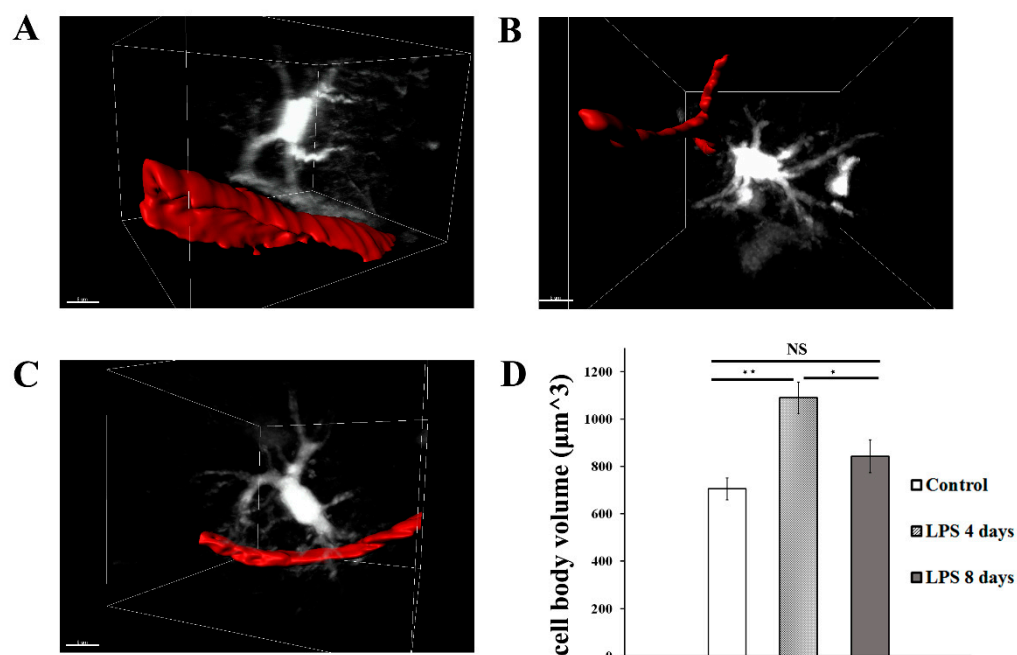 A
B
C
D
NS
**
*
cell body volume (μm^3)
1200
1000
800
600
400
200
0
Control
LPS 4 days
LPS 8 days